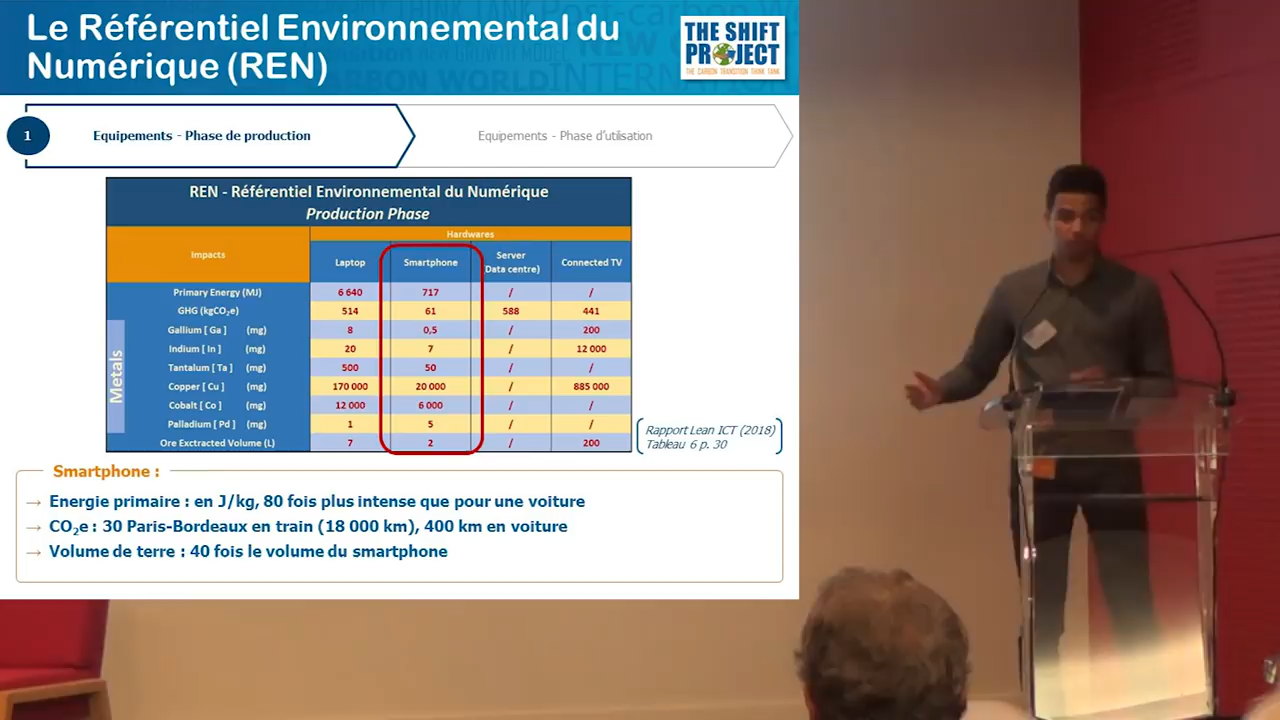 Le Référentiel Environnemental du
Numérique (REN)
THE SHIFT
PROJECT
THE CARBON TRANSITION THINK TANK
1
Equipements - Phase de production
Equipements - Phase d'utilisation
REN - Référentiel Environnemental du Numérique
Production Phase
Impacts
Hardwares
Laptop Smartphone Server (Data centre) Connected TV
Primary Energy (MJ) 6 640 717 / /
GHG (kgCO2e) 514 61 588 441
Metals
Gallium [ Ga ] (mg) 8 0,5 / 200
Indium [ In ] (mg) 20 7 / 12 000
Tantalum [ Ta ] (mg) 500 50 / /
Copper [ Cu ] (mg) 170 000 20 000 / 885 000
Cobalt [ Co ] (mg) 12 000 6 000 / /
Palladium [ Pd ] (mg) 1 5 / /
Ore Exctracted Volume (L) 7 2 / 200
Rapport Lean ICT (2018)
Tableau 6 p. 30
Smartphone :
→ Energie primaire : en J/kg, 80 fois plus intense que pour une voiture
→ CO2e : 30 Paris-Bordeaux en train (18 000 km), 400 km en voiture
→ Volume de terre : 40 fois le volume du smartphone